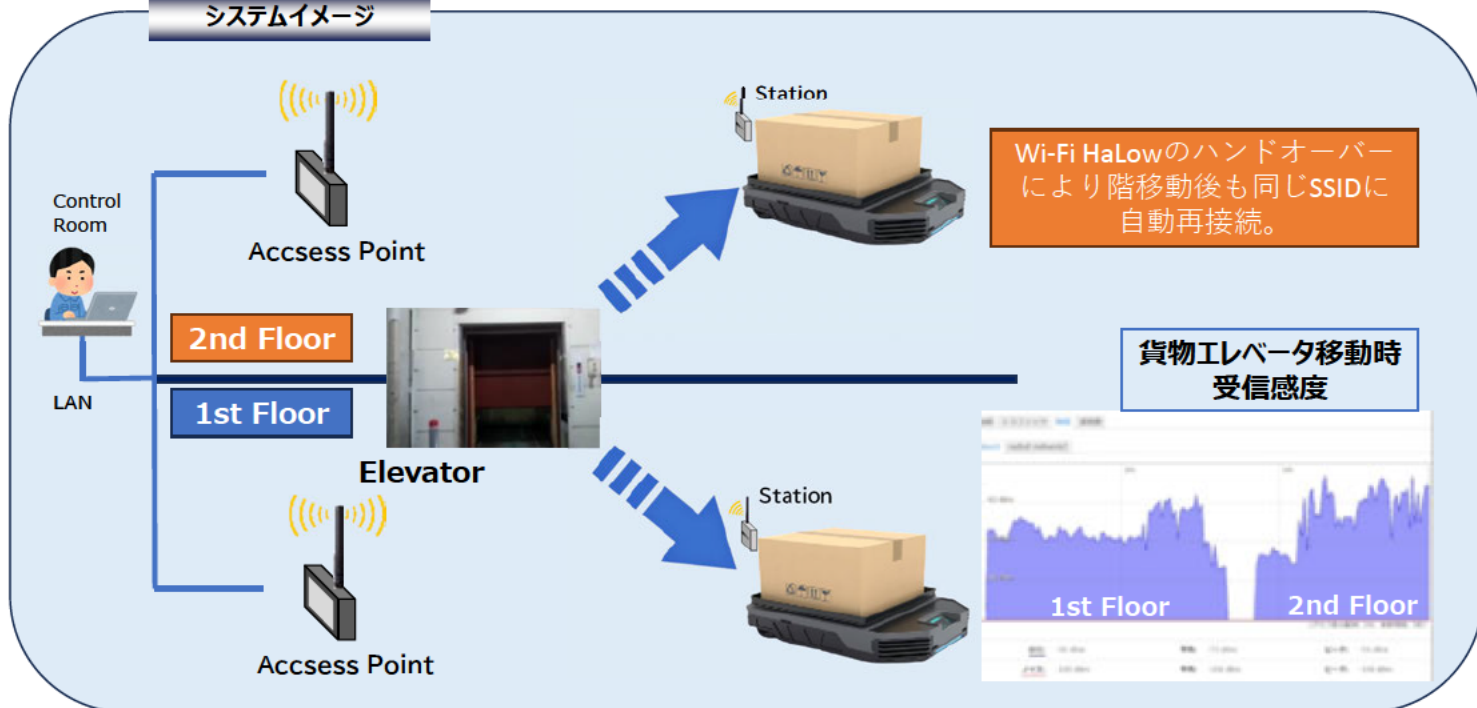 システムイメージ
Station
Wi-Fi HaLowのハンドオーバー
により階移動後も同じSSIDに
自動再接続。
Control
Room
Accsess Point
2nd Floor
貨物エレベータ移動時
受信感度
LAN
1st Floor
Elevator
Station
1st Floor
2nd Floor
Accsess Point